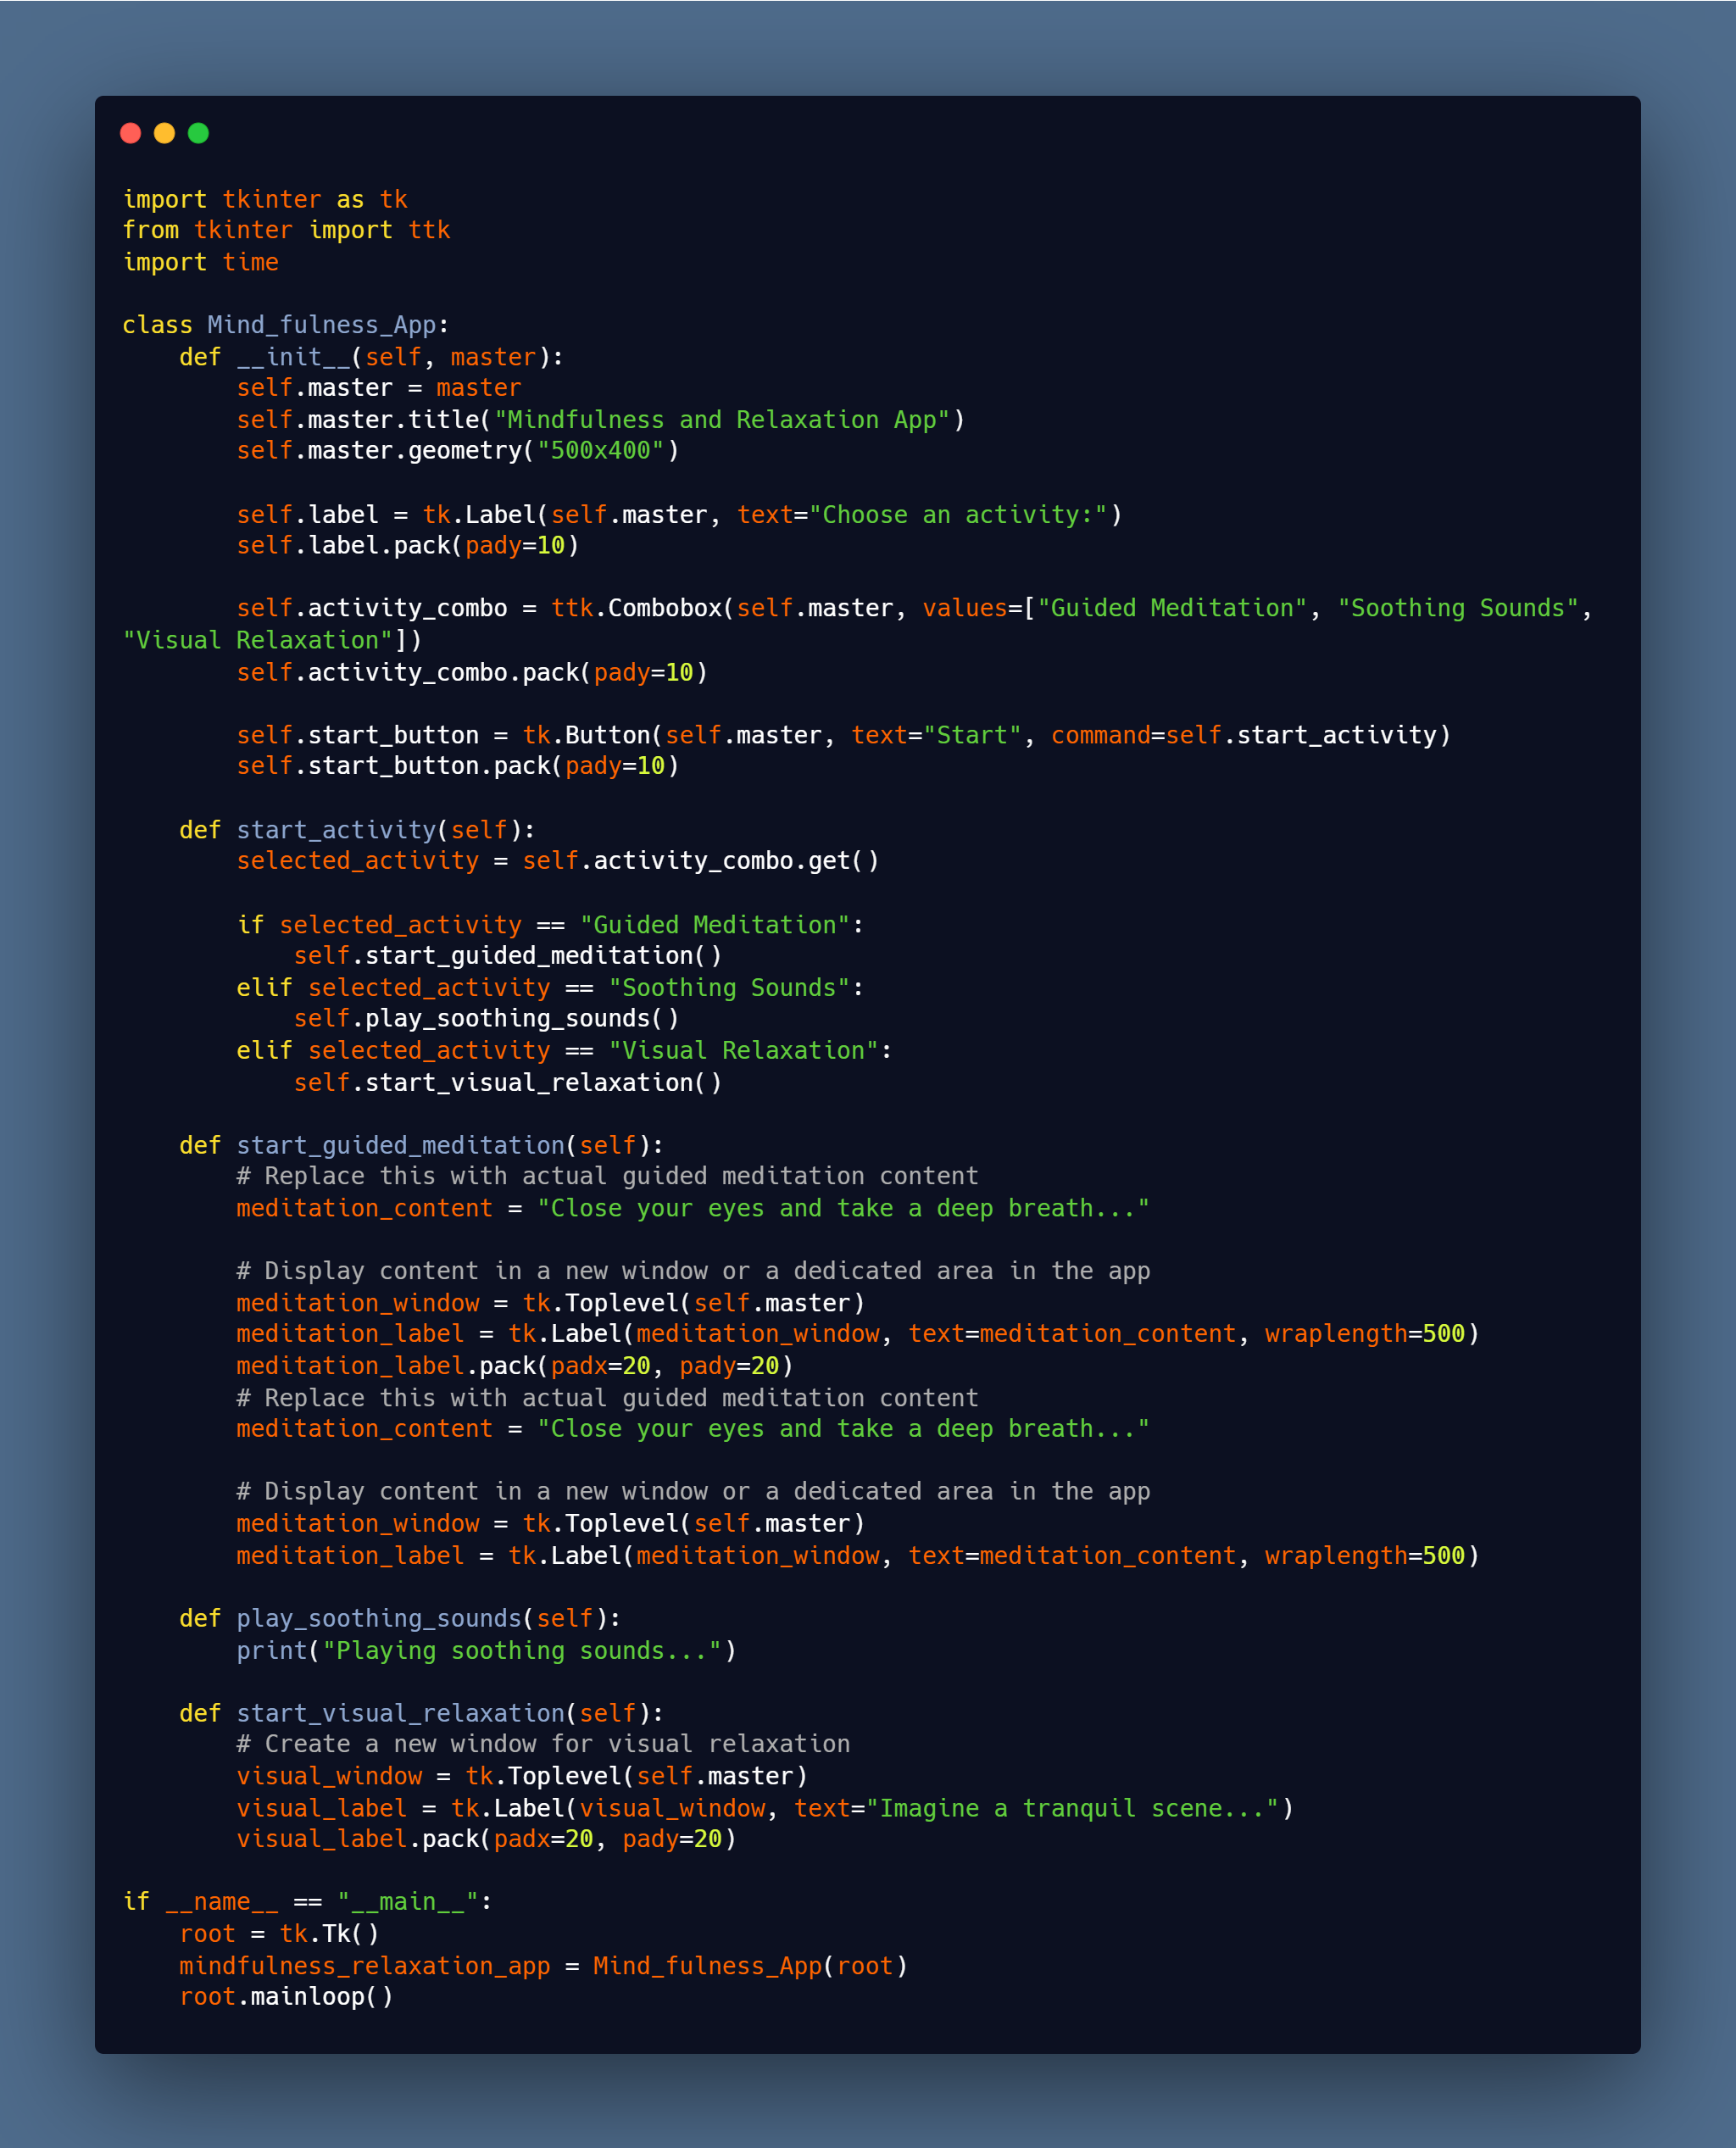 import tkinter as tk
from tkinter import ttk
import time

class Mind_fulness_App:
    def __init__(self, master):
        self.master = master
        self.master.title("Mindfulness and Relaxation App")
        self.master.geometry("500x400")

        self.label = tk.Label(self.master, text="Choose an activity:")
        self.label.pack(pady=10)

        self.activity_combo = ttk.Combobox(self.master, values=["Guided Meditation", "Soothing Sounds",
"Visual Relaxation"])
        self.activity_combo.pack(pady=10)

        self.start_button = tk.Button(self.master, text="Start", command=self.start_activity)
        self.start_button.pack(pady=10)

    def start_activity(self):
        selected_activity = self.activity_combo.get()

        if selected_activity == "Guided Meditation":
            self.start_guided_meditation()
        elif selected_activity == "Soothing Sounds":
            self.play_soothing_sounds()
        elif selected_activity == "Visual Relaxation":
            self.start_visual_relaxation()

    def start_guided_meditation(self):
        # Replace this with actual guided meditation content
        meditation_content = "Close your eyes and take a deep breath..."

        # Display content in a new window or a dedicated area in the app
        meditation_window = tk.Toplevel(self.master)
        meditation_label = tk.Label(meditation_window, text=meditation_content, wraplength=500)
        meditation_label.pack(padx=20, pady=20)
        # Replace this with actual guided meditation content
        meditation_content = "Close your eyes and take a deep breath..."

        # Display content in a new window or a dedicated area in the app
        meditation_window = tk.Toplevel(self.master)
        meditation_label = tk.Label(meditation_window, text=meditation_content, wraplength=500)

    def play_soothing_sounds(self):
        print("Playing soothing sounds...")

    def start_visual_relaxation(self):
        # Create a new window for visual relaxation
        visual_window = tk.Toplevel(self.master)
        visual_label = tk.Label(visual_window, text="Imagine a tranquil scene...")
        visual_label.pack(padx=20, pady=20)

if __name__ == "__main__":
    root = tk.Tk()
    mindfulness_relaxation_app = Mind_fulness_App(root)
    root.mainloop()